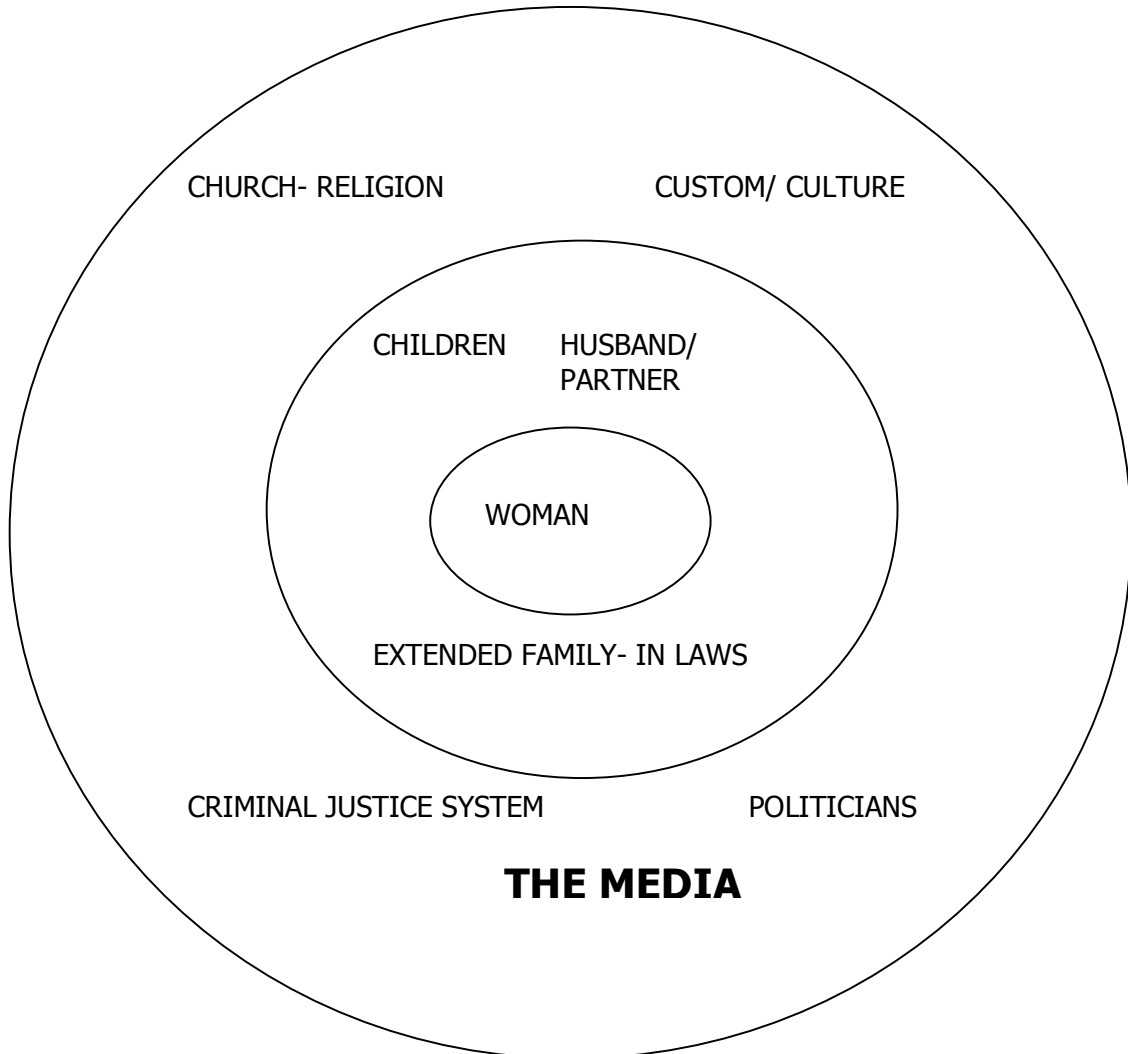 CHURCH- RELIGION
CUSTOM/ CULTURE
CHILDREN
HUSBAND/
PARTNER
WOMAN
EXTENDED FAMILY- IN LAWS
CRIMINAL JUSTICE SYSTEM
POLITICIANS
THE MEDIA